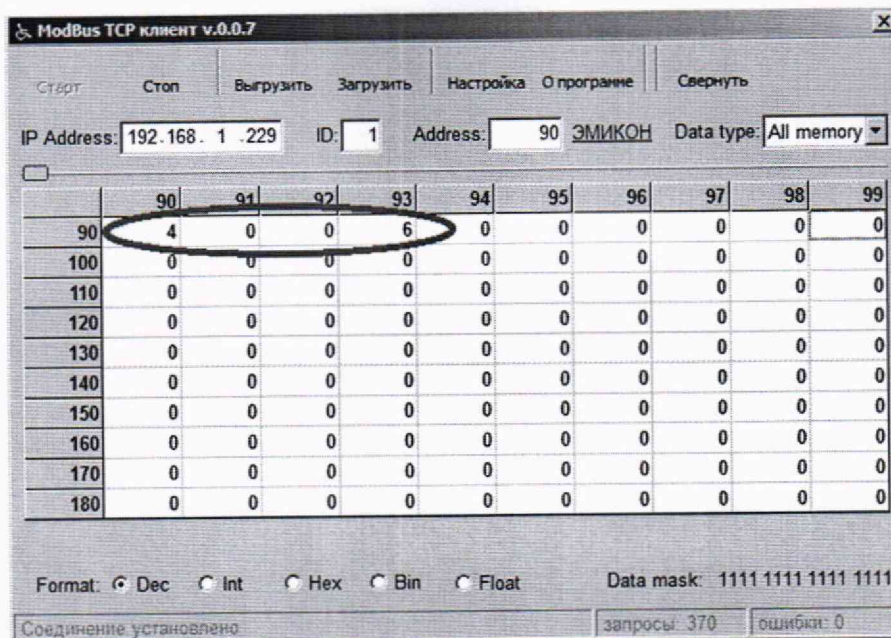 ModBus TCP клиент v.0.0.7
Старт Стоп Выгрузить Загрузить Настройка О програпне Свернуть
IP Address: 192.168. 1 .229 ID: 1 Address: 90 ЭМИКОН Data type: All memory
90 91 92 93 94 95 96 97 98 99
90 4 0 0 6 0 0 0 0 0 0
100 0 0 0 0 0 0 0 0 0 0
110 0 0 0 0 0 0 0 0 0 0
120 0 0 0 0 0 0 0 0 0 0
130 0 0 0 0 0 0 0 0 0 0
140 0 0 0 0 0 0 0 0 0 0
150 0 0 0 0 0 0 0 0 0 0
160 0 0 0 0 0 0 0 0 0 0
170 0 0 0 0 0 0 0 0 0 0
180 0 0 0 0 0 0 0 0 0 0
Format: Dec Int Hex Bin Float Data mask: 1111 1111 1111 1111
Соединение установлено запросы: 370 ошибки: 0